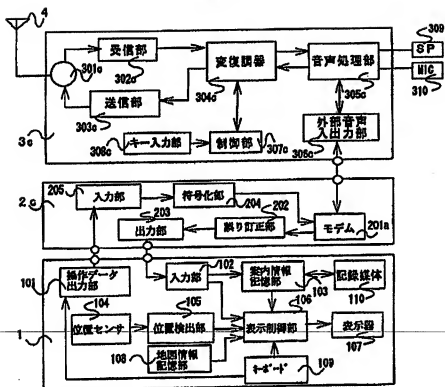 4
受信部
302c
301c
変復調器
304c
音声処理部
305c
SP
309
MIC
310
送信部
303c
外部音声
入出力部
306c
キー入力部
308c
制御部
307c
3c
205
入力部
符号化部
204
203
出力部
202
誤り訂正部
モデム
201a
2c
101
操作データ
出力部
102
入力部
案内情報
記憶部
103
記録媒体
110
104
位置センサ
105
位置検出部
106
表示制御部
表示器
107
108
地図情報
記憶部
キーボード
109
1